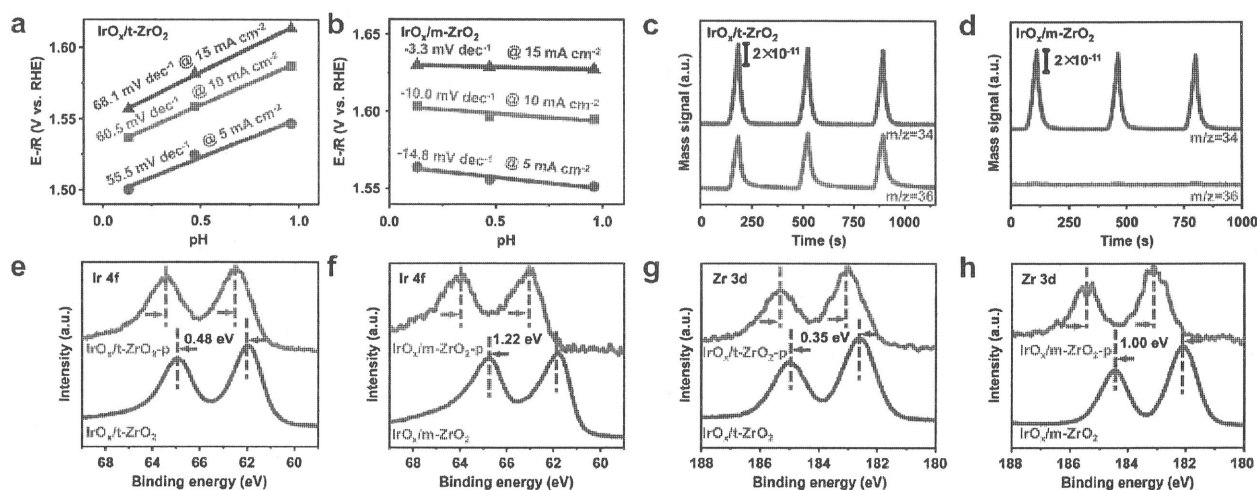 a
IrOₓ/t-ZrO₂
68.1 mV dec⁻¹ @ 15 mA cm⁻²
60.5 mV dec⁻¹ @ 10 mA cm⁻²
55.5 mV dec⁻¹ @ 5 mA cm⁻²
E-iR (V vs. RHE)
1.60
1.55
1.50
0.0
0.5
1.0
pH
b
IrOₓ/m-ZrO₂
-3.3 mV dec⁻¹ @ 15 mA cm⁻²
-10.0 mV dec⁻¹ @ 10 mA cm⁻²
-14.8 mV dec⁻¹ @ 5 mA cm⁻²
E-iR (V vs. RHE)
1.65
1.60
1.55
0.0
0.5
1.0
pH
c
IrOₓ/t-ZrO₂
2×10⁻¹¹
m/z=34
m/z=36
Mass signal (a.u.)
0
250
500
750
1000
Time (s)
d
IrOₓ/m-ZrO₂
2×10⁻¹¹
m/z=34
m/z=36
Mass signal (a.u.)
0
250
500
750
1000
Time (s)
e
Ir 4f
0.48 eV
IrOₓ/t-ZrO₂-p
IrOₓ/t-ZrO₂
Intensity (a.u.)
68
66
64
62
60
Binding energy (eV)
f
Ir 4f
1.22 eV
IrOₓ/m-ZrO₂-p
IrOₓ/m-ZrO₂
Intensity (a.u.)
68
66
64
62
60
Binding energy (eV)
g
Zr 3d
0.35 eV
IrOₓ/t-ZrO₂-p
IrOₓ/t-ZrO₂
Intensity (a.u.)
188
186
184
182
180
Binding energy (eV)
h
Zr 3d
1.00 eV
IrOₓ/m-ZrO₂-p
IrOₓ/m-ZrO₂
Intensity (a.u.)
188
186
184
182
180
Binding energy (eV)